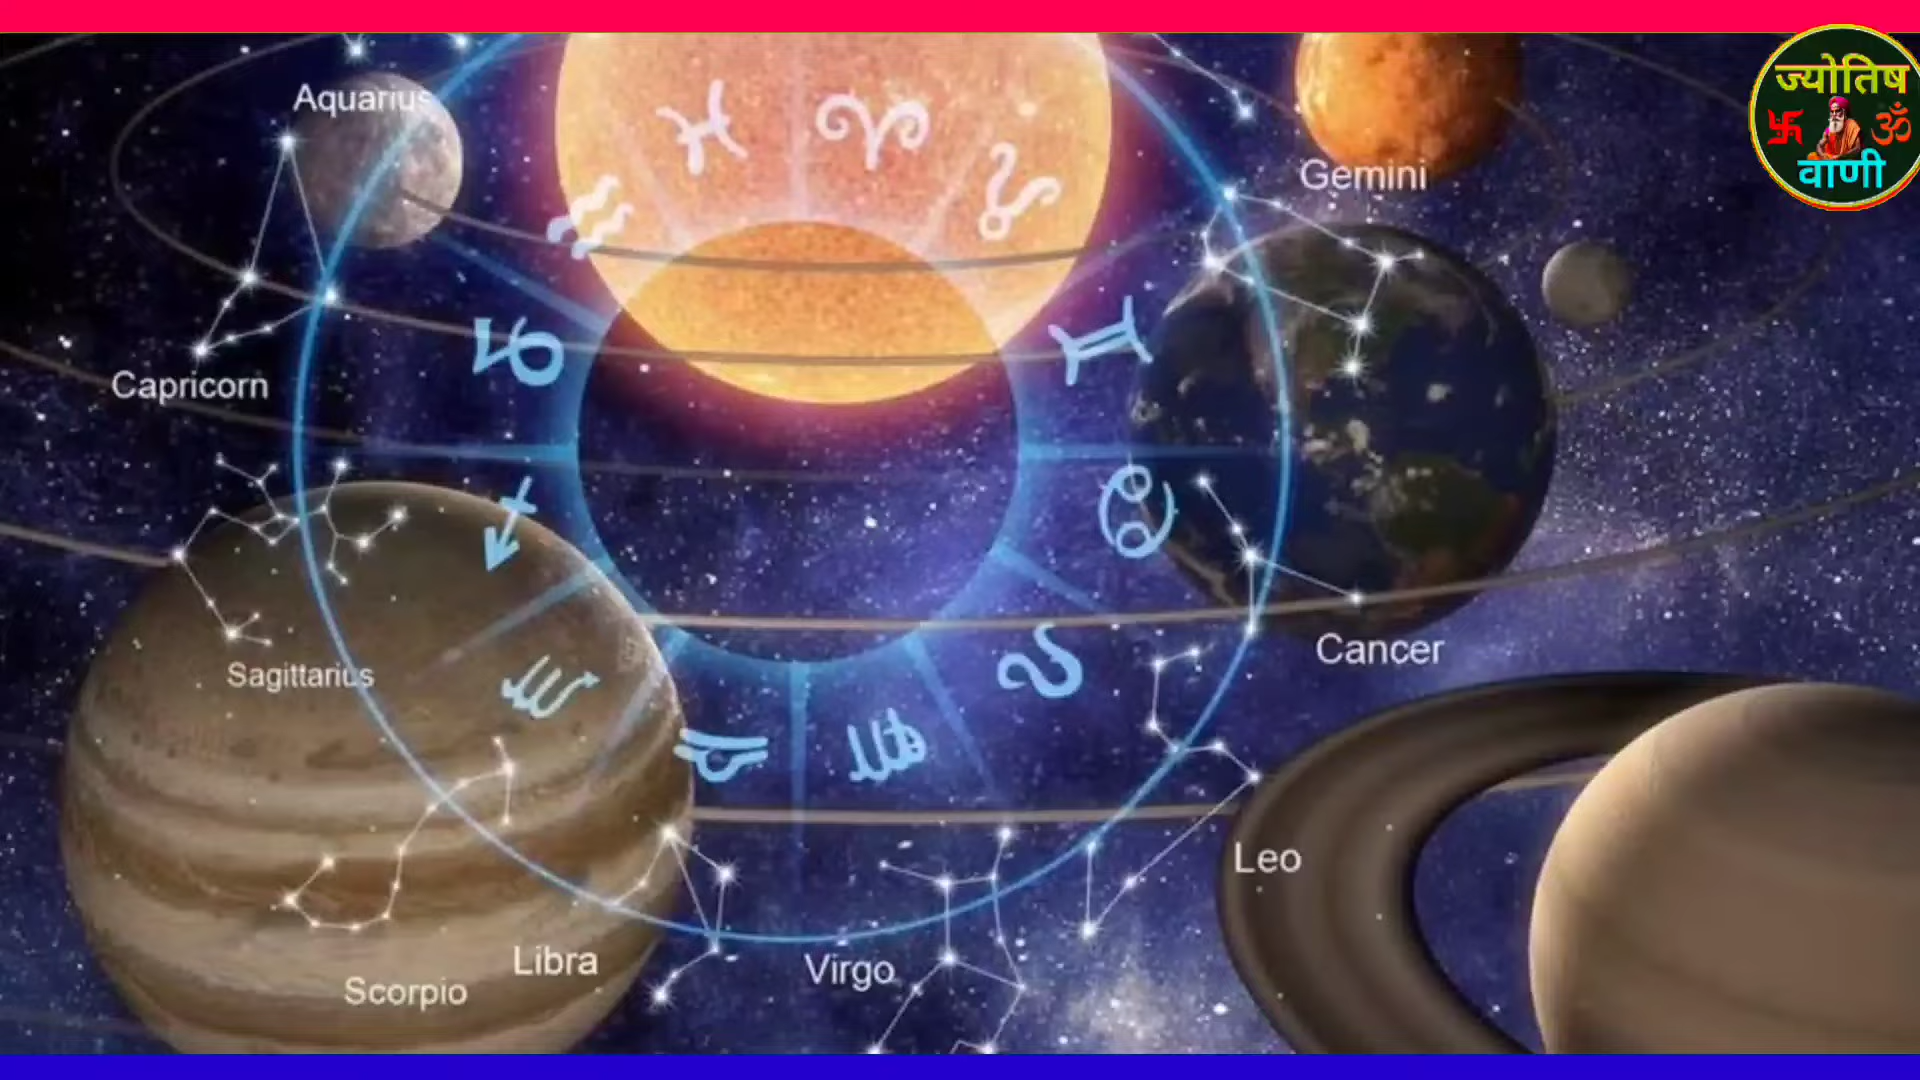 Aquarius
ज्योतिष
ॐ
वाणी
Gemini
Capricorn
Cancer
Sagittarius
Leo
Libra
Virgo
Scorpio